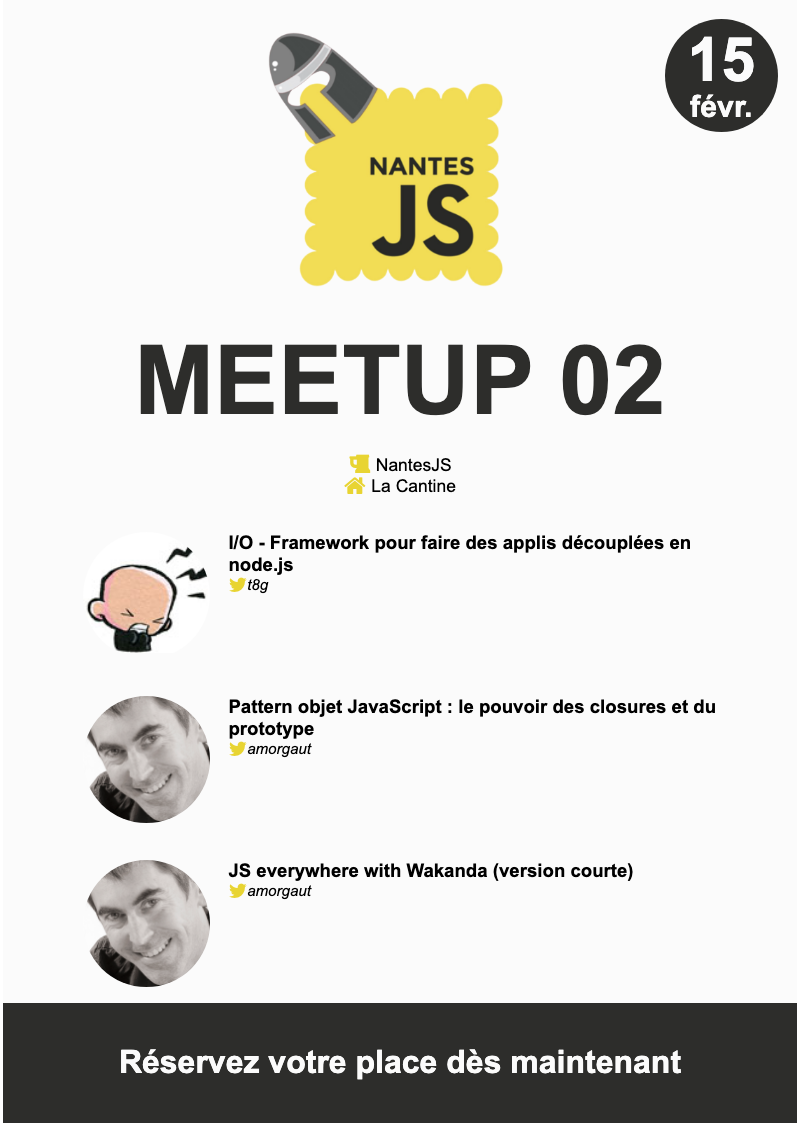 15
févr.
NANTES
JS
MEETUP 02
NantesJS
La Cantine
I/O - Framework pour faire des applis découplées en
node.js
t8g
Pattern objet JavaScript : le pouvoir des closures et du
prototype
amorgaut
JS everywhere with Wakanda (version courte)
amorgaut
Réservez votre place dès maintenant